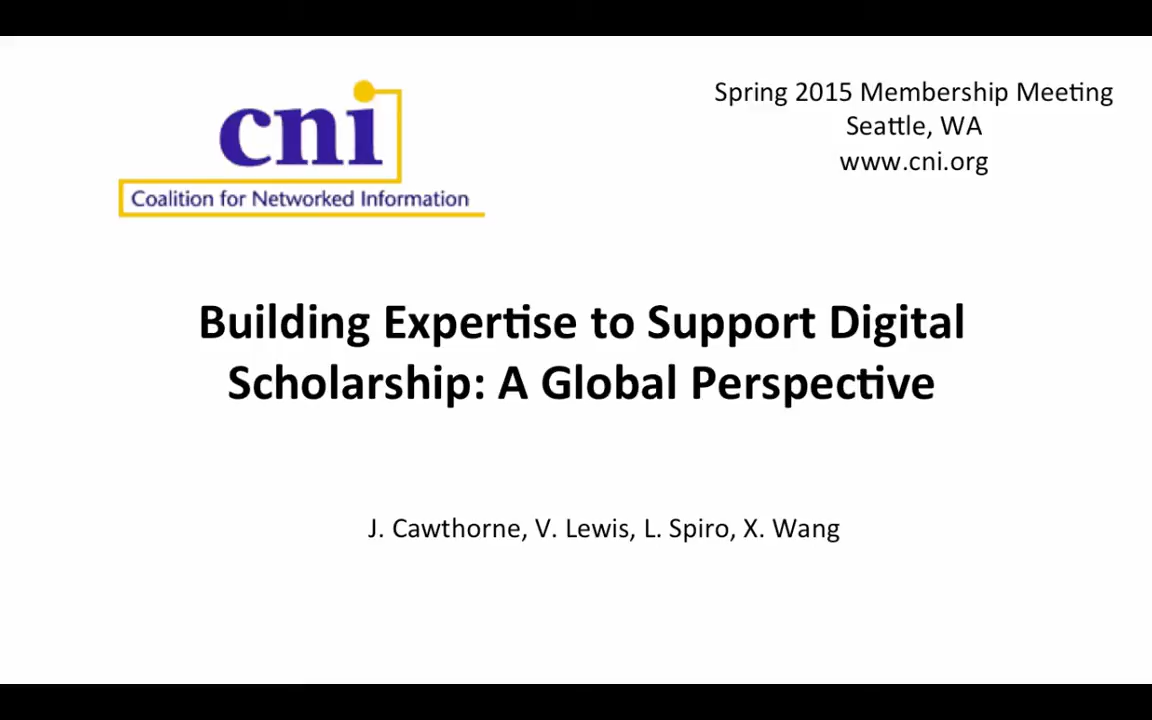 cni
Coalition for Networked Information
Spring 2015 Membership Meeting
Seattle, WA
www.cni.org
Building Expertise to Support Digital
Scholarship: A Global Perspective
J. Cawthorne, V. Lewis, L. Spiro, X. Wang